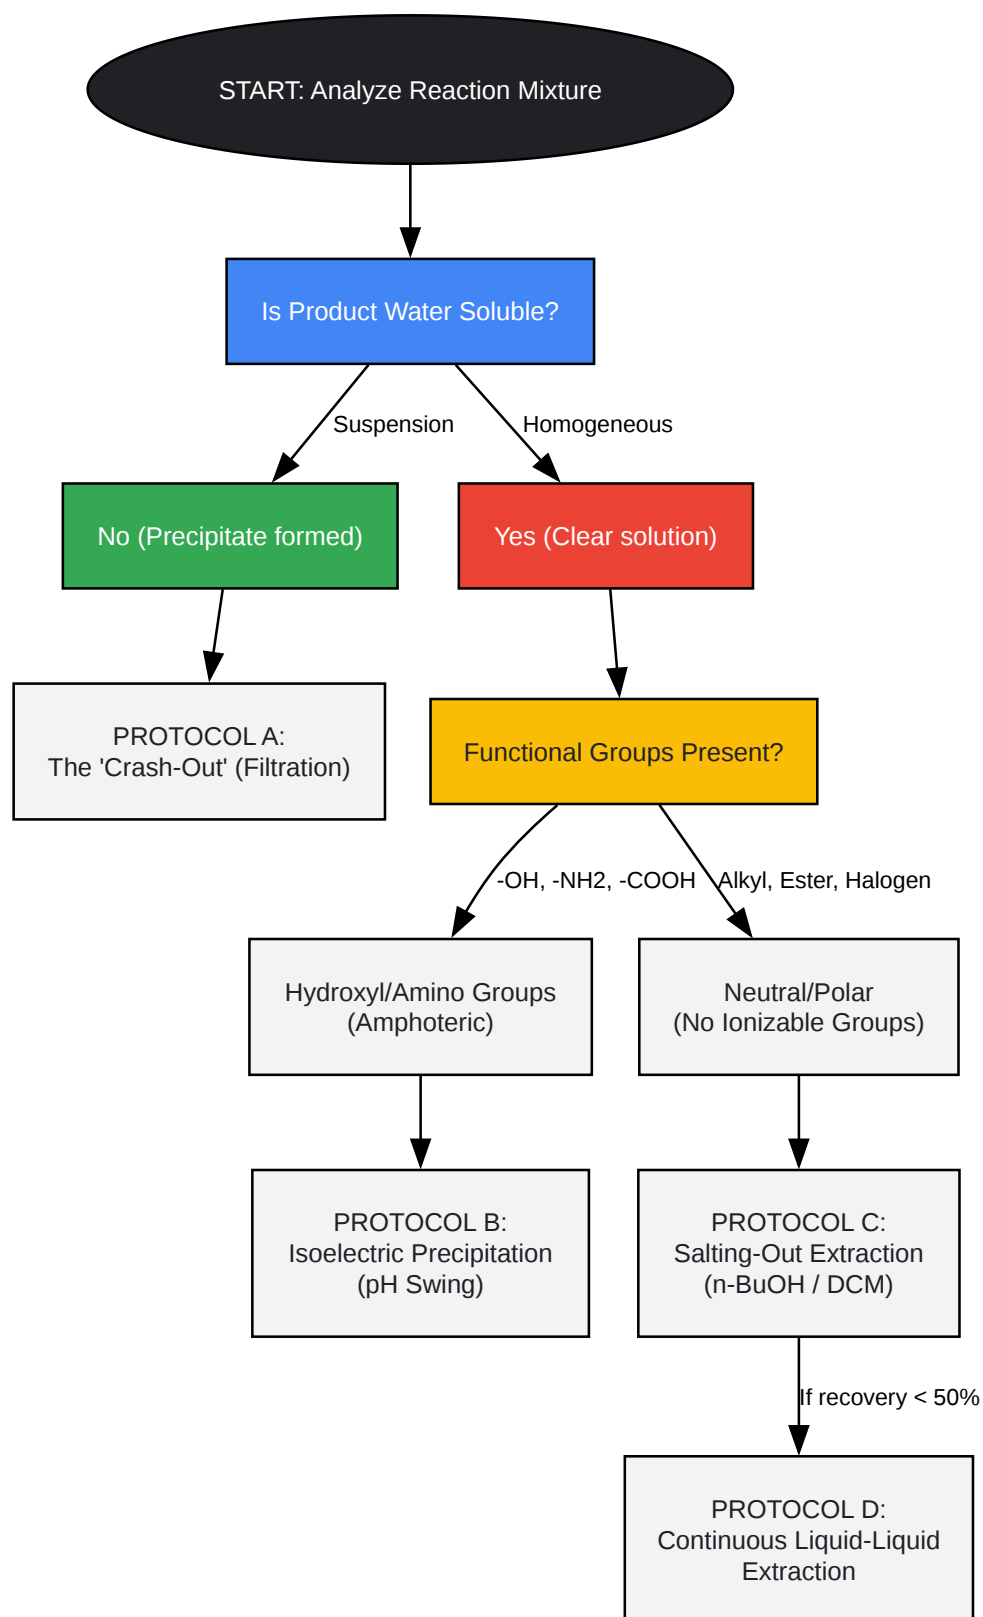 START: Analyze Reaction Mixture
Is Product Water Soluble?
Suspension
Homogeneous
No (Precipitate formed)
Yes (Clear solution)
PROTOCOL A:
The 'Crash-Out' (Filtration)
Functional Groups Present?
-OH, -NH2, -COOH
Alkyl, Ester, Halogen
Hydroxyl/Amino Groups
(Amphoteric)
Neutral/Polar
(No Ionizable Groups)
PROTOCOL B:
Isoelectric Precipitation
(pH Swing)
PROTOCOL C:
Salting-Out Extraction
(n-BuOH / DCM)
If recovery < 50%
PROTOCOL D:
Continuous Liquid-Liquid
Extraction